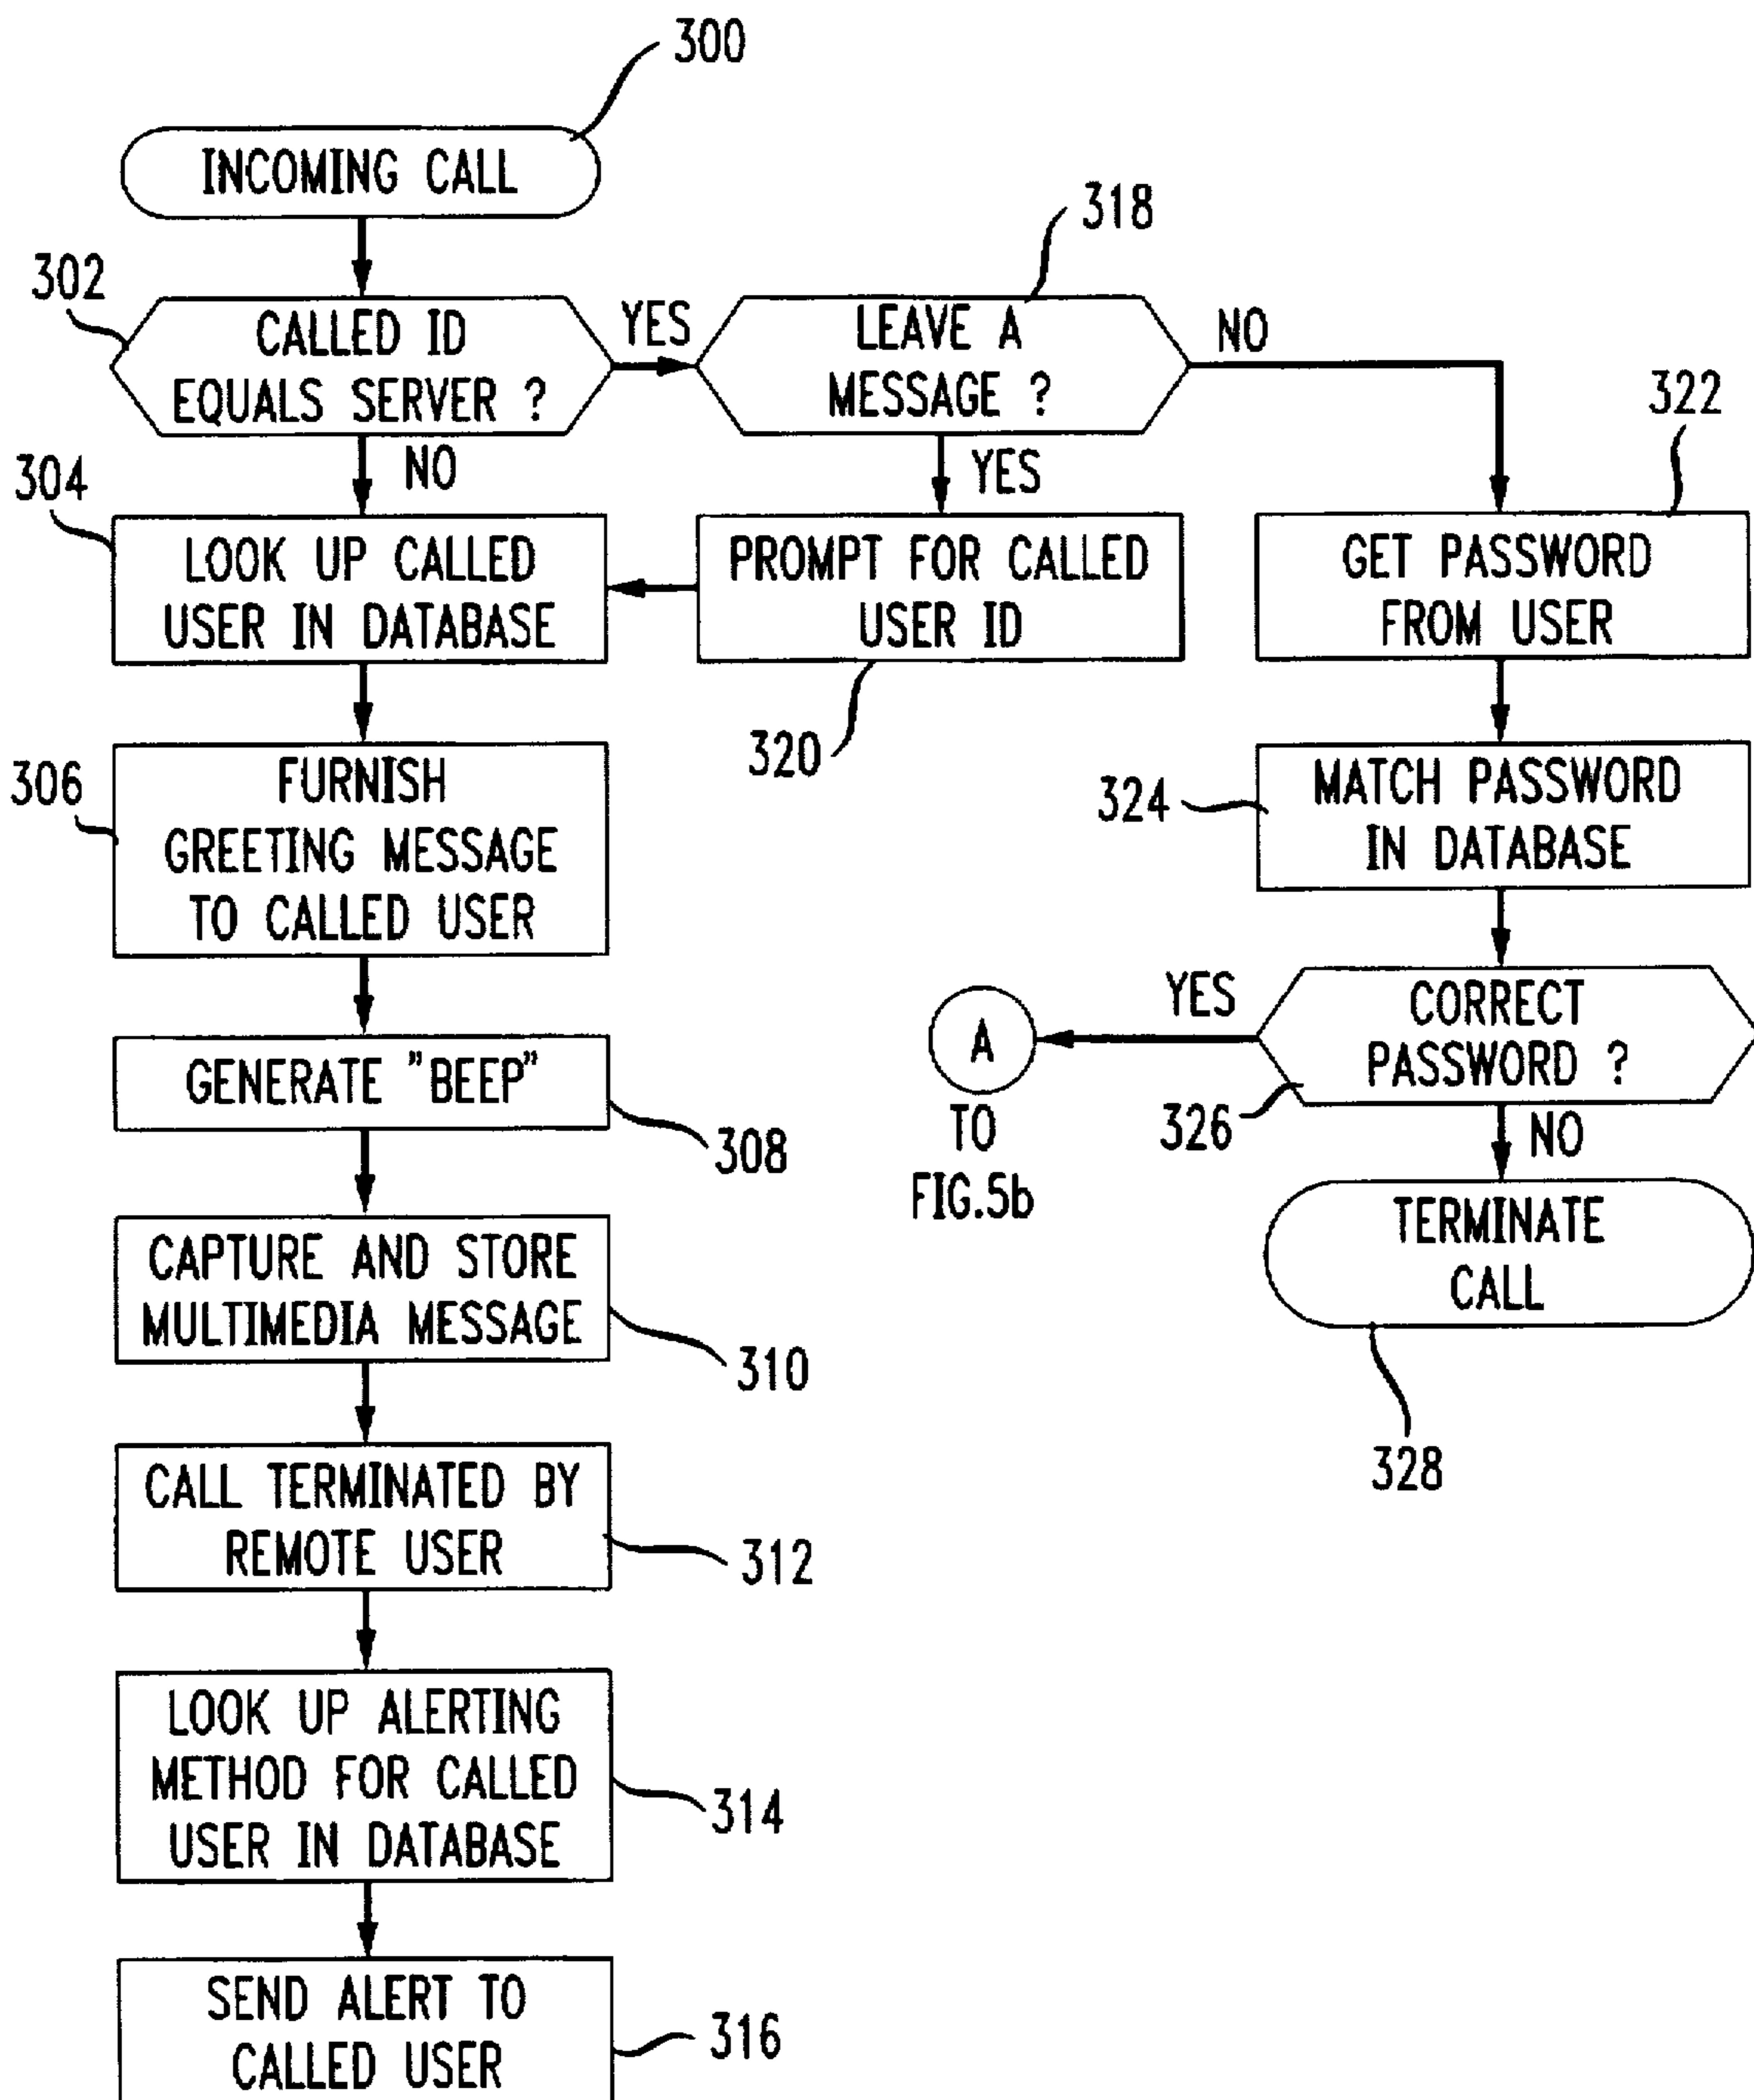 300
INCOMING CALL
302
CALLED ID
EQUALS SERVER ?
YES
NO
318
LEAVE A
MESSAGE ?
NO
YES
304
LOOK UP CALLED
USER IN DATABASE
PROMPT FOR CALLED
USER ID
320
322
GET PASSWORD
FROM USER
306
FURNISH
GREETING MESSAGE
TO CALLED USER
324
MATCH PASSWORD
IN DATABASE
GENERATE "BEEP"
308
YES
A
TO
FIG.5b
CORRECT
PASSWORD ?
326
NO
TERMINATE
CALL
328
CAPTURE AND STORE
MULTIMEDIA MESSAGE
310
CALL TERMINATED BY
REMOTE USER
312
LOOK UP ALERTING
METHOD FOR CALLED
USER IN DATABASE
314
SEND ALERT TO
CALLED USER
316